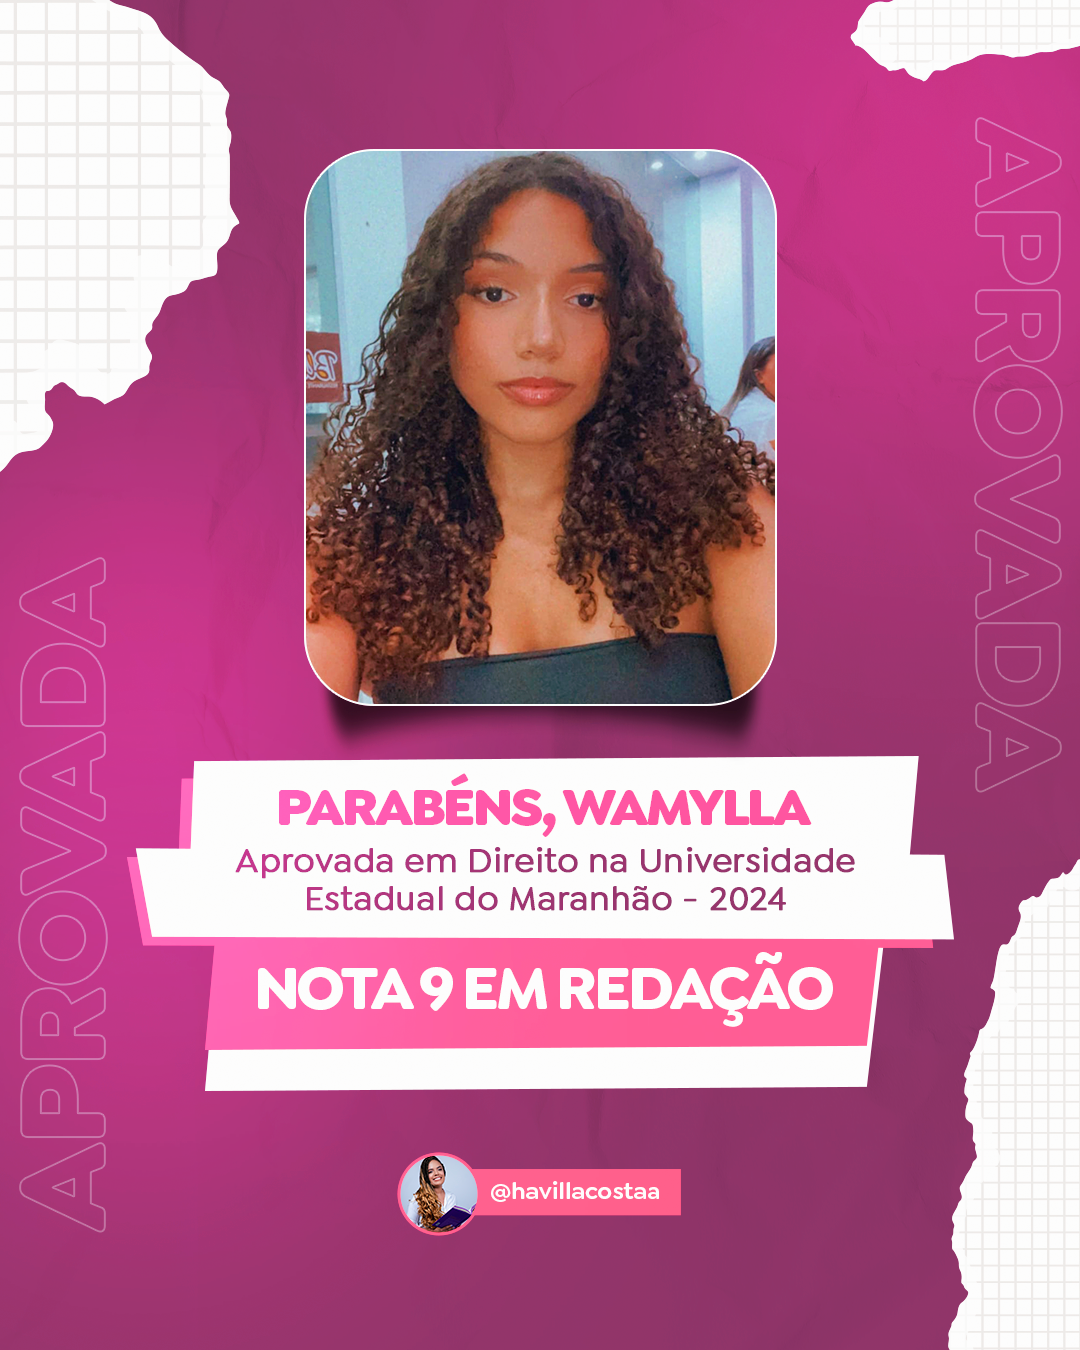 APROVADA
PARABÉNS, WAMYLLA
Aprovada em Direito na Universidade
Estadual do Maranhão - 2024
NOTA 9 EM REDAÇÃO
APROVADA
@havillacostaa